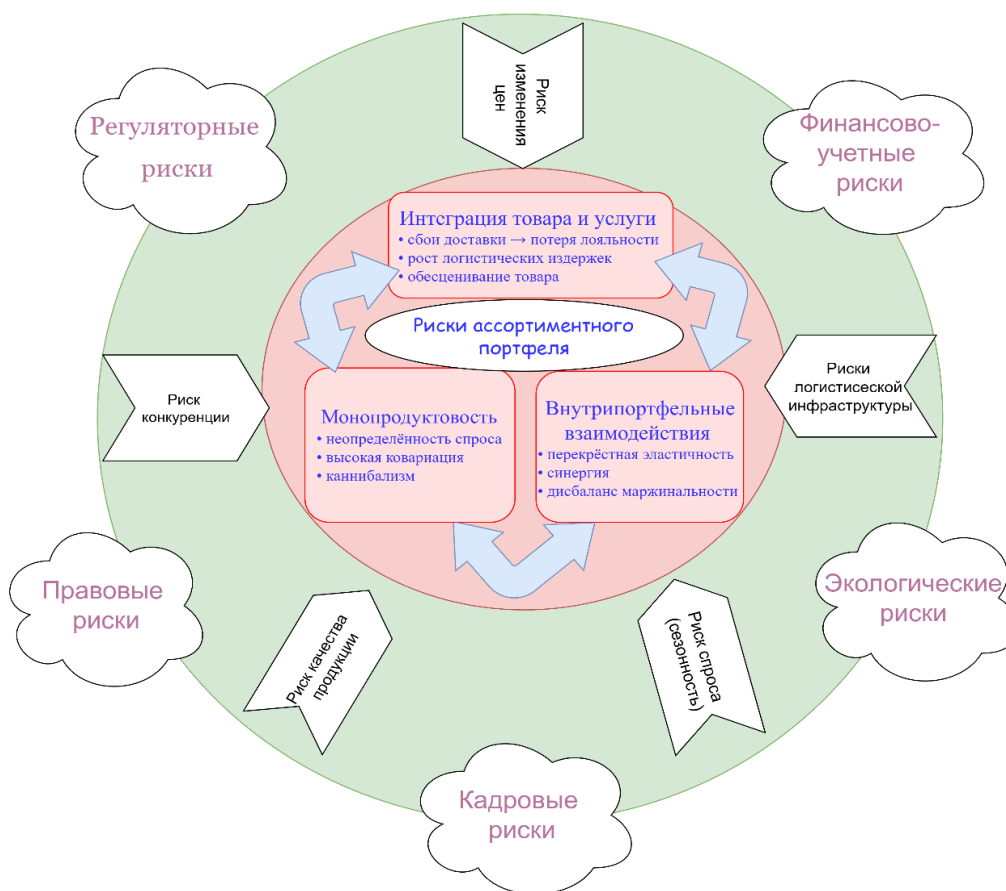 Риск
изменения
цен
Регуляторные
риски
Финансово-
учетные
риски
Интеграция товара и услуги
• сбои доставки → потеря лояльности
• рост логистических издержек
• обесценивание товара
Риски ассортиментного
портфеля
Риск
конкуренции
Риски
логистисеской
инфраструктуры
Монопродуктовость
• неопределённость спроса
• высокая ковариация
• каннибализм
Внутрипортфельные
взаимодействия
• перекрёстная эластичность
• синергия
• дисбаланс маржинальности
Правовые
риски
Экологические
риски
Риск качества
продукции
Риск спроса
(сезонность)
Кадровые
риски